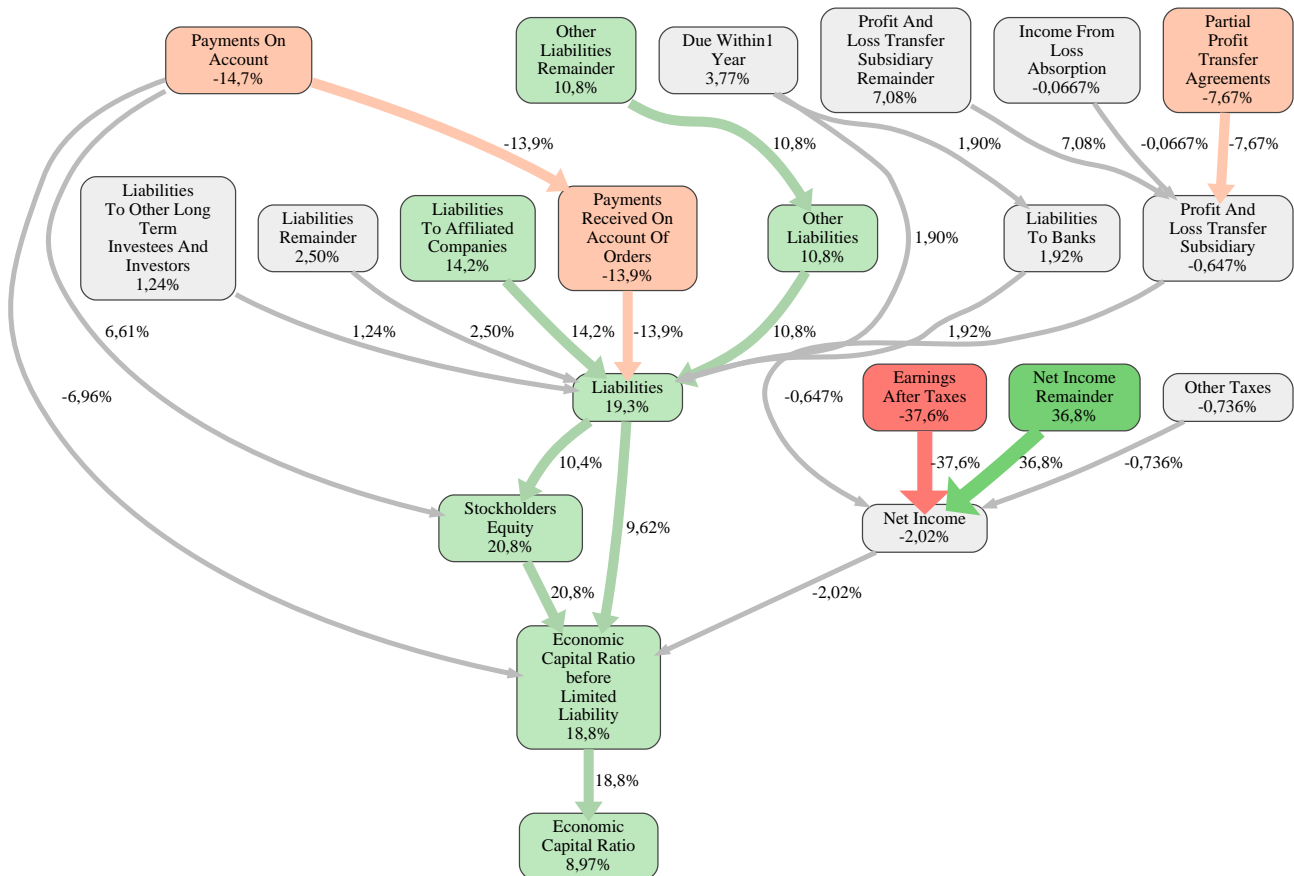 Payments On
Account
-14,7%
Other
Liabilities
Remainder
10,8%
Due Within1
Year
3,77%
Profit And
Loss Transfer
Subsidiary
Remainder
7,08%
Income From
Loss
Absorption
-0,0667%
Partial
Profit
Transfer
Agreements
-7,67%
-13,9%
10,8%
1,90%
7,08%
-0,0667%
-7,67%
Liabilities
To Other Long
Term
Investees And
Investors
1,24%
Liabilities
Remainder
2,50%
Liabilities
To Affiliated
Companies
14,2%
Payments
Received On
Account Of
Orders
-13,9%
Other
Liabilities
10,8%
1,90%
Liabilities
To Banks
1,92%
Profit And
Loss Transfer
Subsidiary
-0,647%
6,61%
1,24%
2,50%
14,2%
-13,9%
10,8%
1,92%
-6,96%
Liabilities
19,3%
-0,647%
Earnings
After Taxes
-37,6%
Net Income
Remainder
36,8%
Other Taxes
-0,736%
10,4%
-37,6%
36,8%
-0,736%
Stockholders
Equity
20,8%
9,62%
Net Income
-2,02%
20,8%
-2,02%
Economic
Capital Ratio
before
Limited
Liability
18,8%
18,8%
Economic
Capital Ratio
8,97%